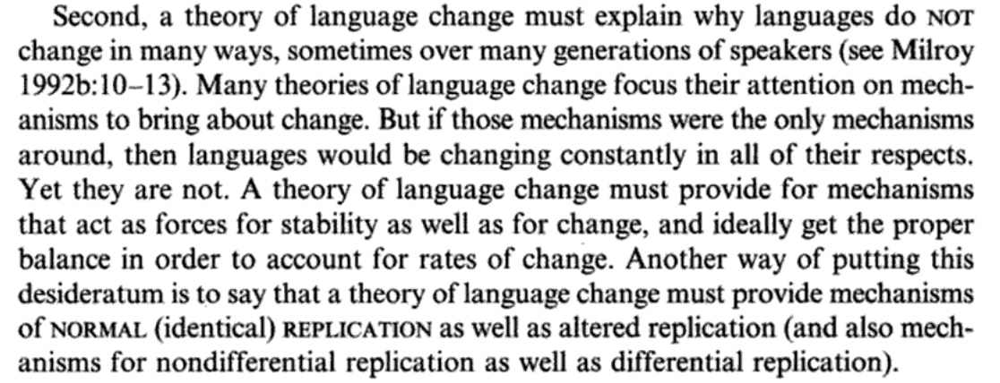 Second, a theory of language change must explain why languages do NOT
change in many ways, sometimes over many generations of speakers (see Milroy
1992b:10–13). Many theories of language change focus their attention on mech-
anisms to bring about change. But if those mechanisms were the only mechanisms
around, then languages would be changing constantly in all of their respects.
Yet they are not. A theory of language change must provide for mechanisms
that act as forces for stability as well as for change, and ideally get the proper
balance in order to account for rates of change. Another way of putting this
desideratum is to say that a theory of language change must provide mechanisms
of NORMAL (identical) REPLICATION as well as altered replication (and also mech-
anisms for nondifferential replication as well as differential replication).